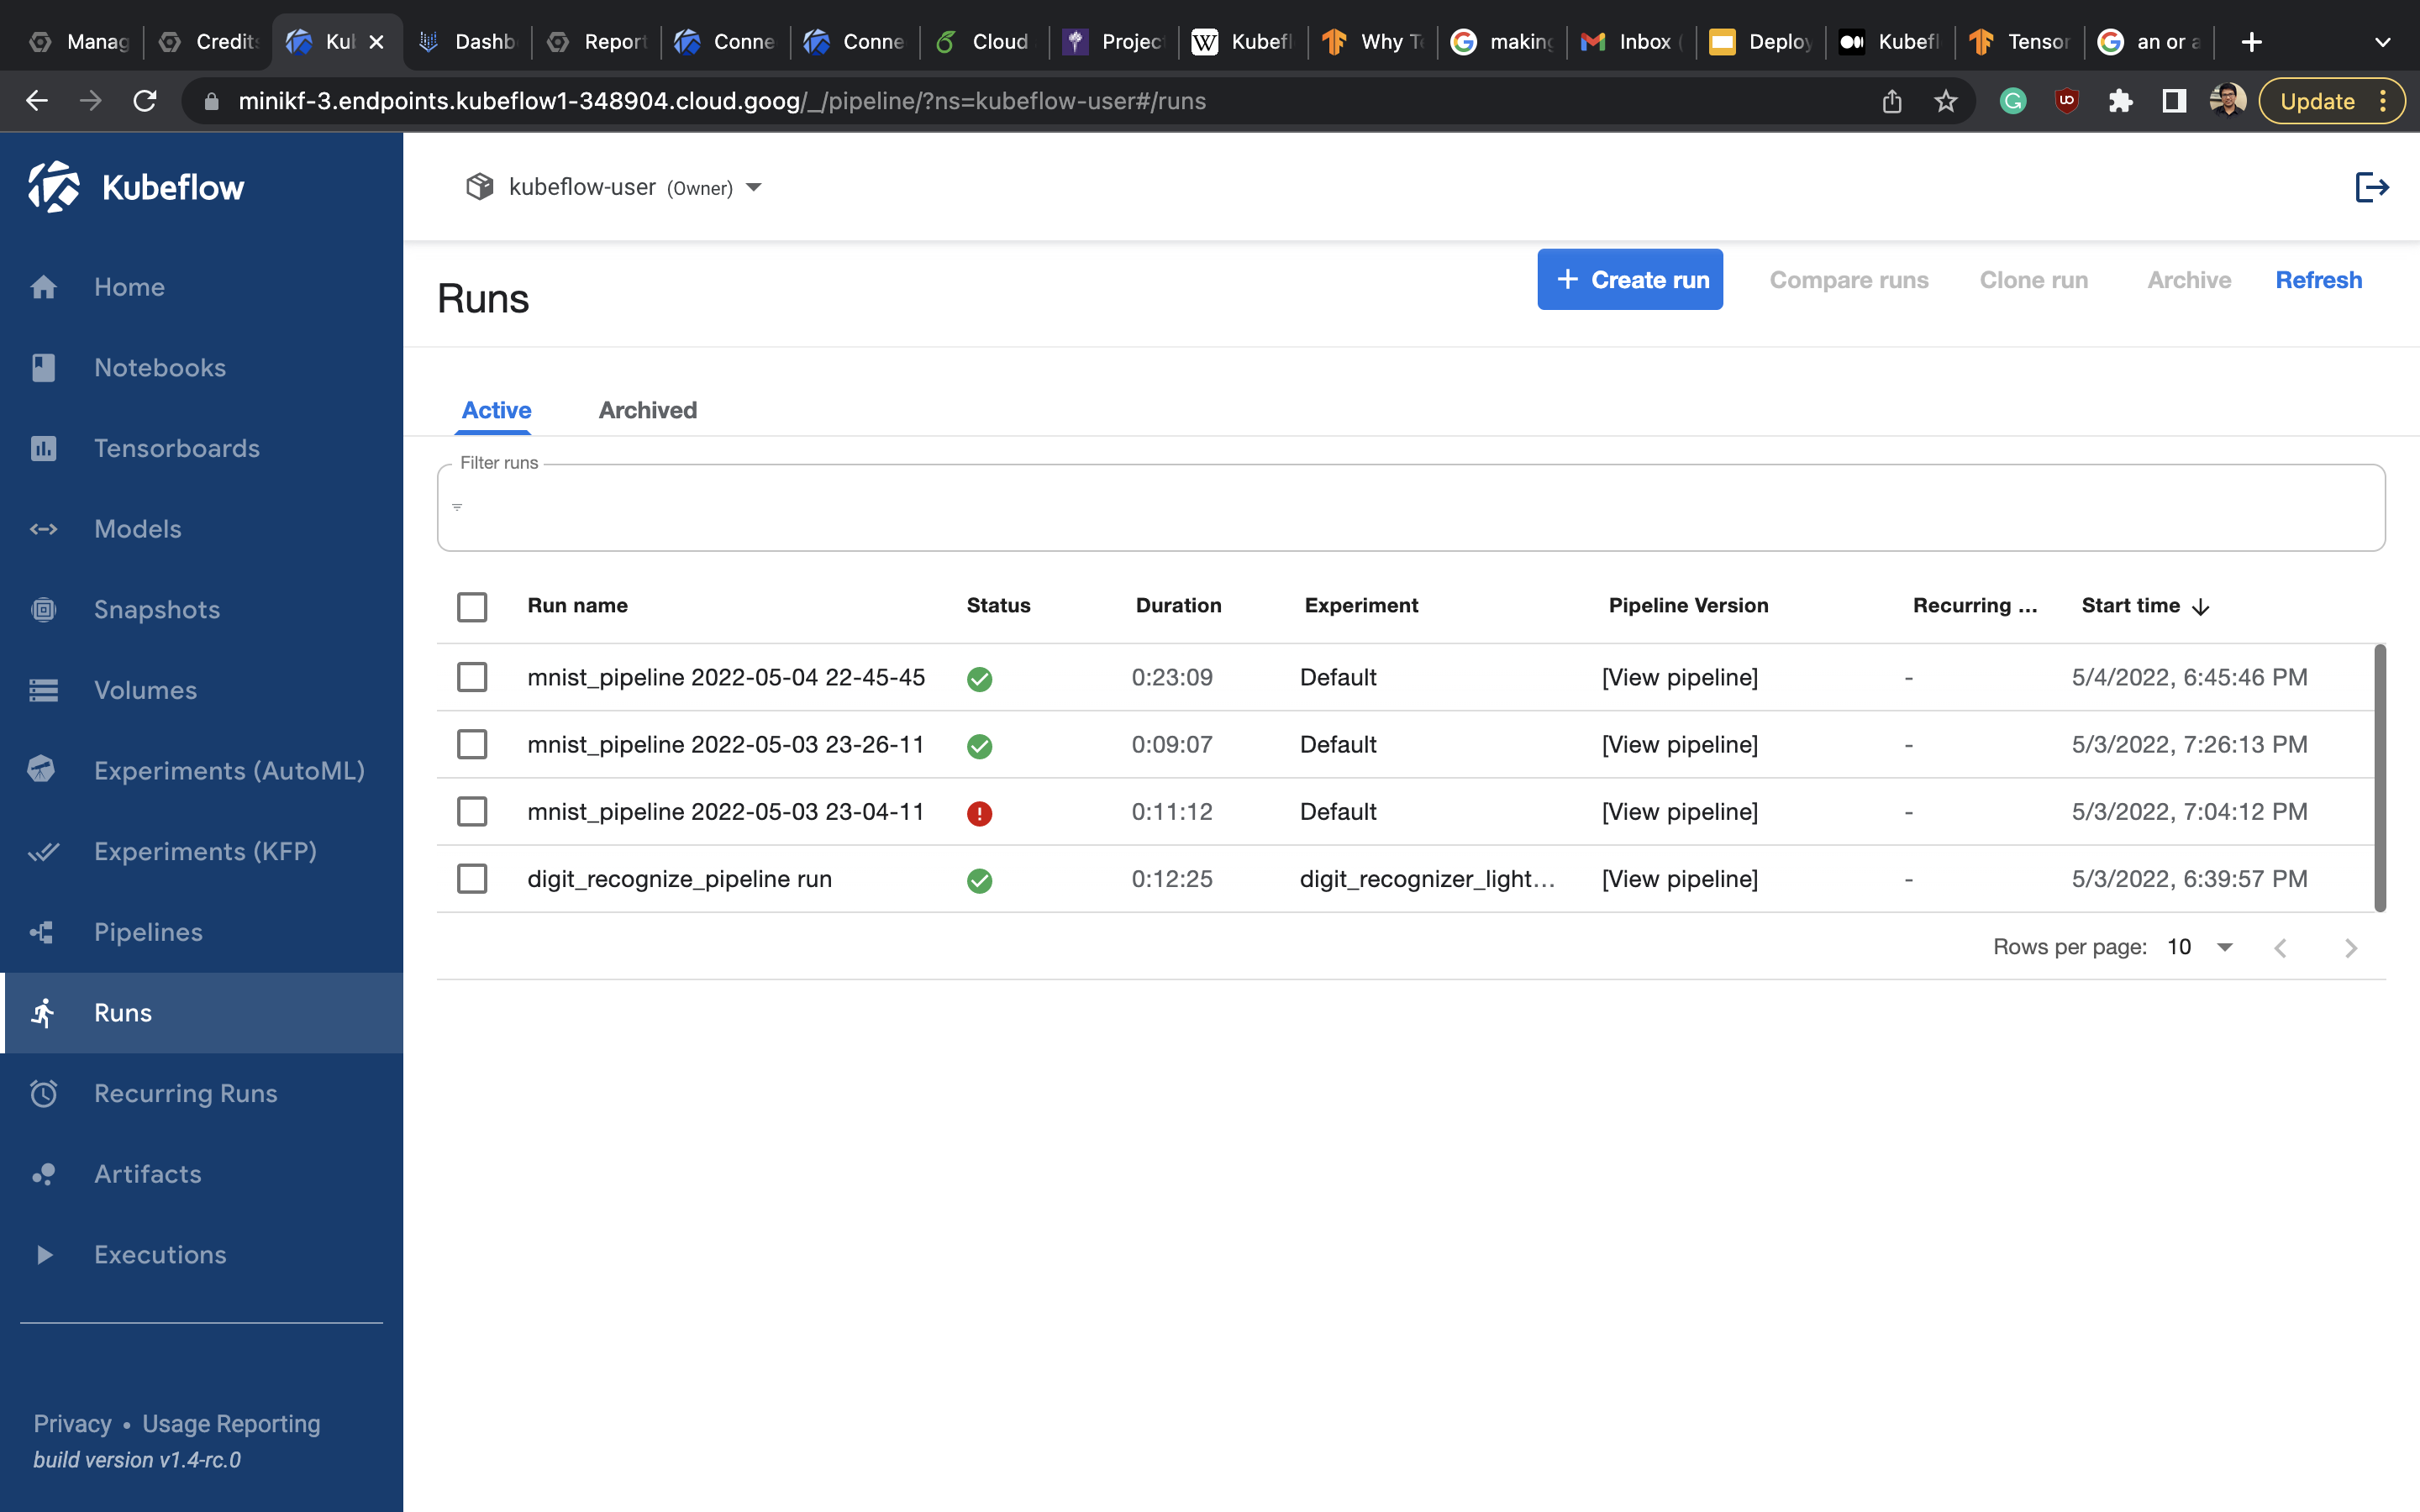 Manag
Credits
Kub
Dashb
Report
Conne
Conne
Cloud
Project
Kubefl
Why Te
making
Inbox (
Deploy
Kubefl
Tensor
an or a
minikf-3.endpoints.kubeflow1-348904.cloud.goog/_/pipeline/?ns=kubeflow-user#/runs
Update
Kubeflow
kubeflow-user (Owner)
Home
Notebooks
Tensorboards
Models
Snapshots
Volumes
Experiments (AutoML)
Experiments (KFP)
Pipelines
Runs
Recurring Runs
Artifacts
Executions
Privacy • Usage Reporting
build version v1.4-rc.0
Runs
+ Create run
Compare runs
Clone run
Archive
Refresh
Active
Archived
Filter runs
Run name Status Duration Experiment Pipeline Version Recurring ... Start time
mnist_pipeline 2022-05-04 22-45-45 0:23:09 Default [View pipeline] - 5/4/2022, 6:45:46 PM
mnist_pipeline 2022-05-03 23-26-11 0:09:07 Default [View pipeline] - 5/3/2022, 7:26:13 PM
mnist_pipeline 2022-05-03 23-04-11 0:11:12 Default [View pipeline] - 5/3/2022, 7:04:12 PM
digit_recognize_pipeline run 0:12:25 digit_recognizer_light... [View pipeline] - 5/3/2022, 6:39:57 PM
Rows per page: 10